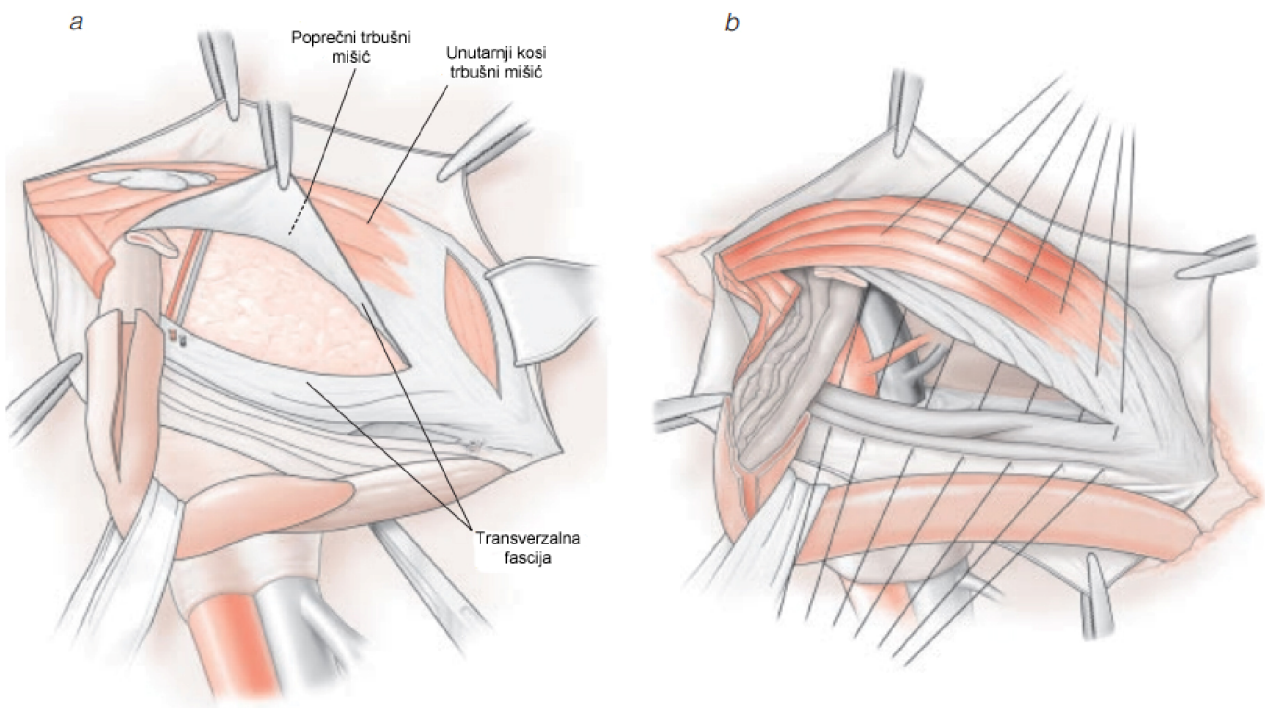 a
b
Poprečni trbušni
mišić
Unutarnji kosi
trbušni mišić
Transverzalna
fascija